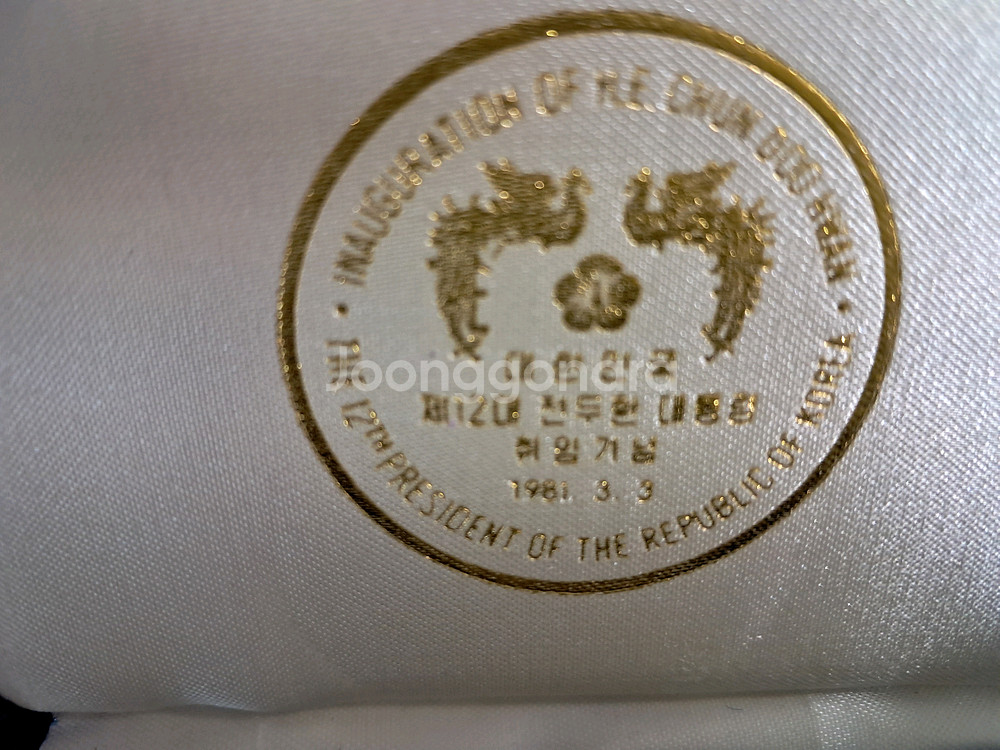 INAUGURATION OF H.E. CHUN DOO HWAN
대한민국
제12대 전두환 대통령
취임기념
1981. 3. 3
• THE 12TH PRESIDENT OF THE REPUBLIC OF KOREA •
Joonggonara